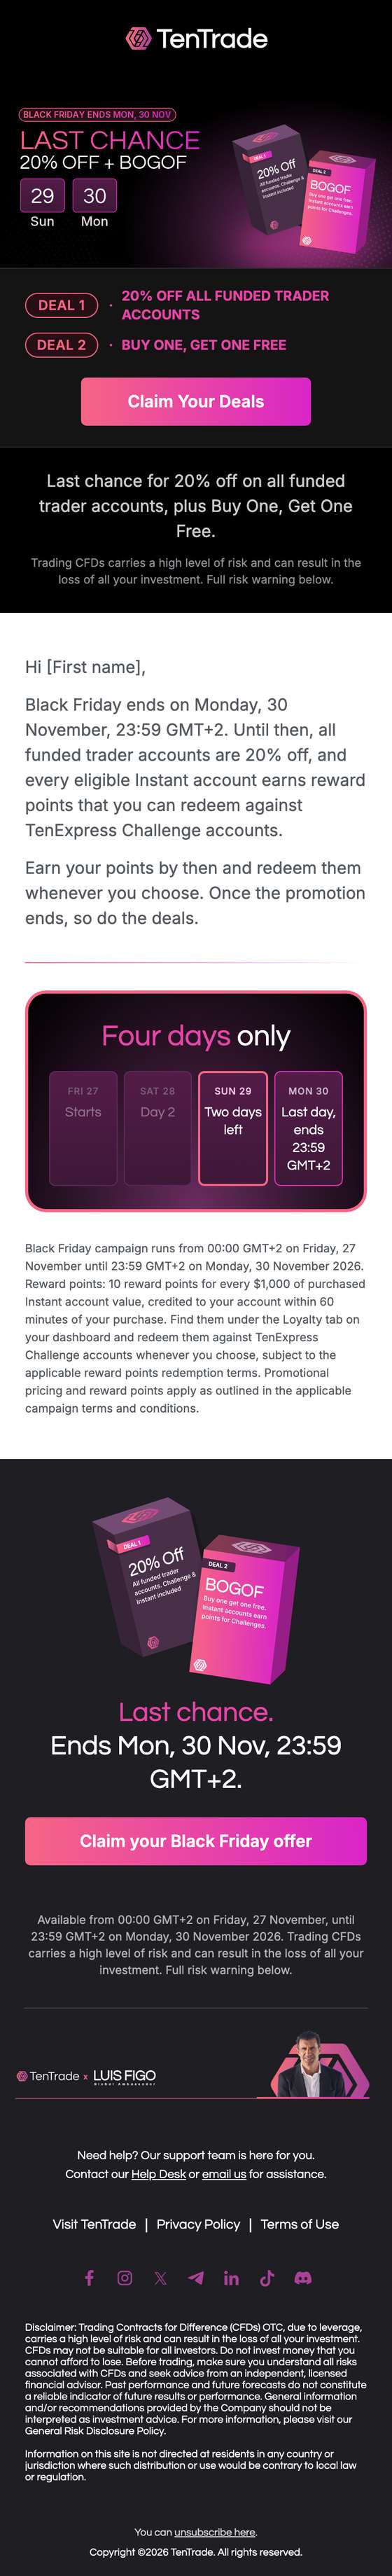 TenTrade
BLACK FRIDAY ENDS MON, 30 NOV
LAST CHANCE
20% OFF + BOGOF
29 30
Sun Mon
DEAL 1
20% Off
All funded trader
accounts. Challenge &
Instant included
DEAL 2
BOGOF
Buy one get one free.
Instant accounts earn
points for Challenges.
DEAL 1 · 20% OFF ALL FUNDED TRADER
ACCOUNTS
DEAL 2 · BUY ONE, GET ONE FREE
Claim Your Deals
Last chance for 20% off on all funded
trader accounts, plus Buy One, Get One
Free.
Trading CFDs carries a high level of risk and can result in the
loss of all your investment. Full risk warning below.
Hi [First name],
Black Friday ends on Monday, 30
November, 23:59 GMT+2. Until then, all
funded trader accounts are 20% off, and
every eligible Instant account earns reward
points that you can redeem against
TenExpress Challenge accounts.
Earn your points by then and redeem them
whenever you choose. Once the promotion
ends, so do the deals.
Four days only
FRI 27
Starts
SAT 28
Day 2
SUN 29
Two days
left
MON 30
Last day,
ends
23:59
GMT+2
Black Friday campaign runs from 00:00 GMT+2 on Friday, 27
November until 23:59 GMT+2 on Monday, 30 November 2026.
Reward points: 10 reward points for every $1,000 of purchased
Instant account value, credited to your account within 60
minutes of your purchase. Find them under the Loyalty tab on
your dashboard and redeem them against TenExpress
Challenge accounts whenever you choose, subject to the
applicable reward points redemption terms. Promotional
pricing and reward points apply as outlined in the applicable
campaign terms and conditions.
DEAL 1
20% Off
All funded trader
accounts. Challenge &
Instant included
DEAL 2
BOGOF
Buy one get one free.
Instant accounts earn
points for Challenges.
Last chance.
Ends Mon, 30 Nov, 23:59
GMT+2.
Claim your Black Friday offer
Available from 00:00 GMT+2 on Friday, 27 November, until
23:59 GMT+2 on Monday, 30 November 2026. Trading CFDs
carries a high level of risk and can result in the loss of all your
investment. Full risk warning below.
TenTrade x LUIS FIGO
Global Ambassador
Need help? Our support team is here for you.
Contact our Help Desk or email us for assistance.
Visit TenTrade | Privacy Policy | Terms of Use
Disclaimer: Trading Contracts for Difference (CFDs) OTC, due to leverage,
carries a high level of risk and can result in the loss of all your investment.
CFDs may not be suitable for all investors. Do not invest money that you
cannot afford to lose. Before trading, make sure you understand all risks
associated with CFDs and seek advice from an independent, licensed
financial advisor. Past performance and future forecasts do not constitute
a reliable indicator of future results or performance. General information
and/or recommendations provided by the Company should not be
interpreted as investment advice. For more information, please visit our
General Risk Disclosure Policy.
Information on this site is not directed at residents in any country or
jurisdiction where such distribution or use would be contrary to local law
or regulation.
You can unsubscribe here.
Copyright ©2026 TenTrade. All rights reserved.